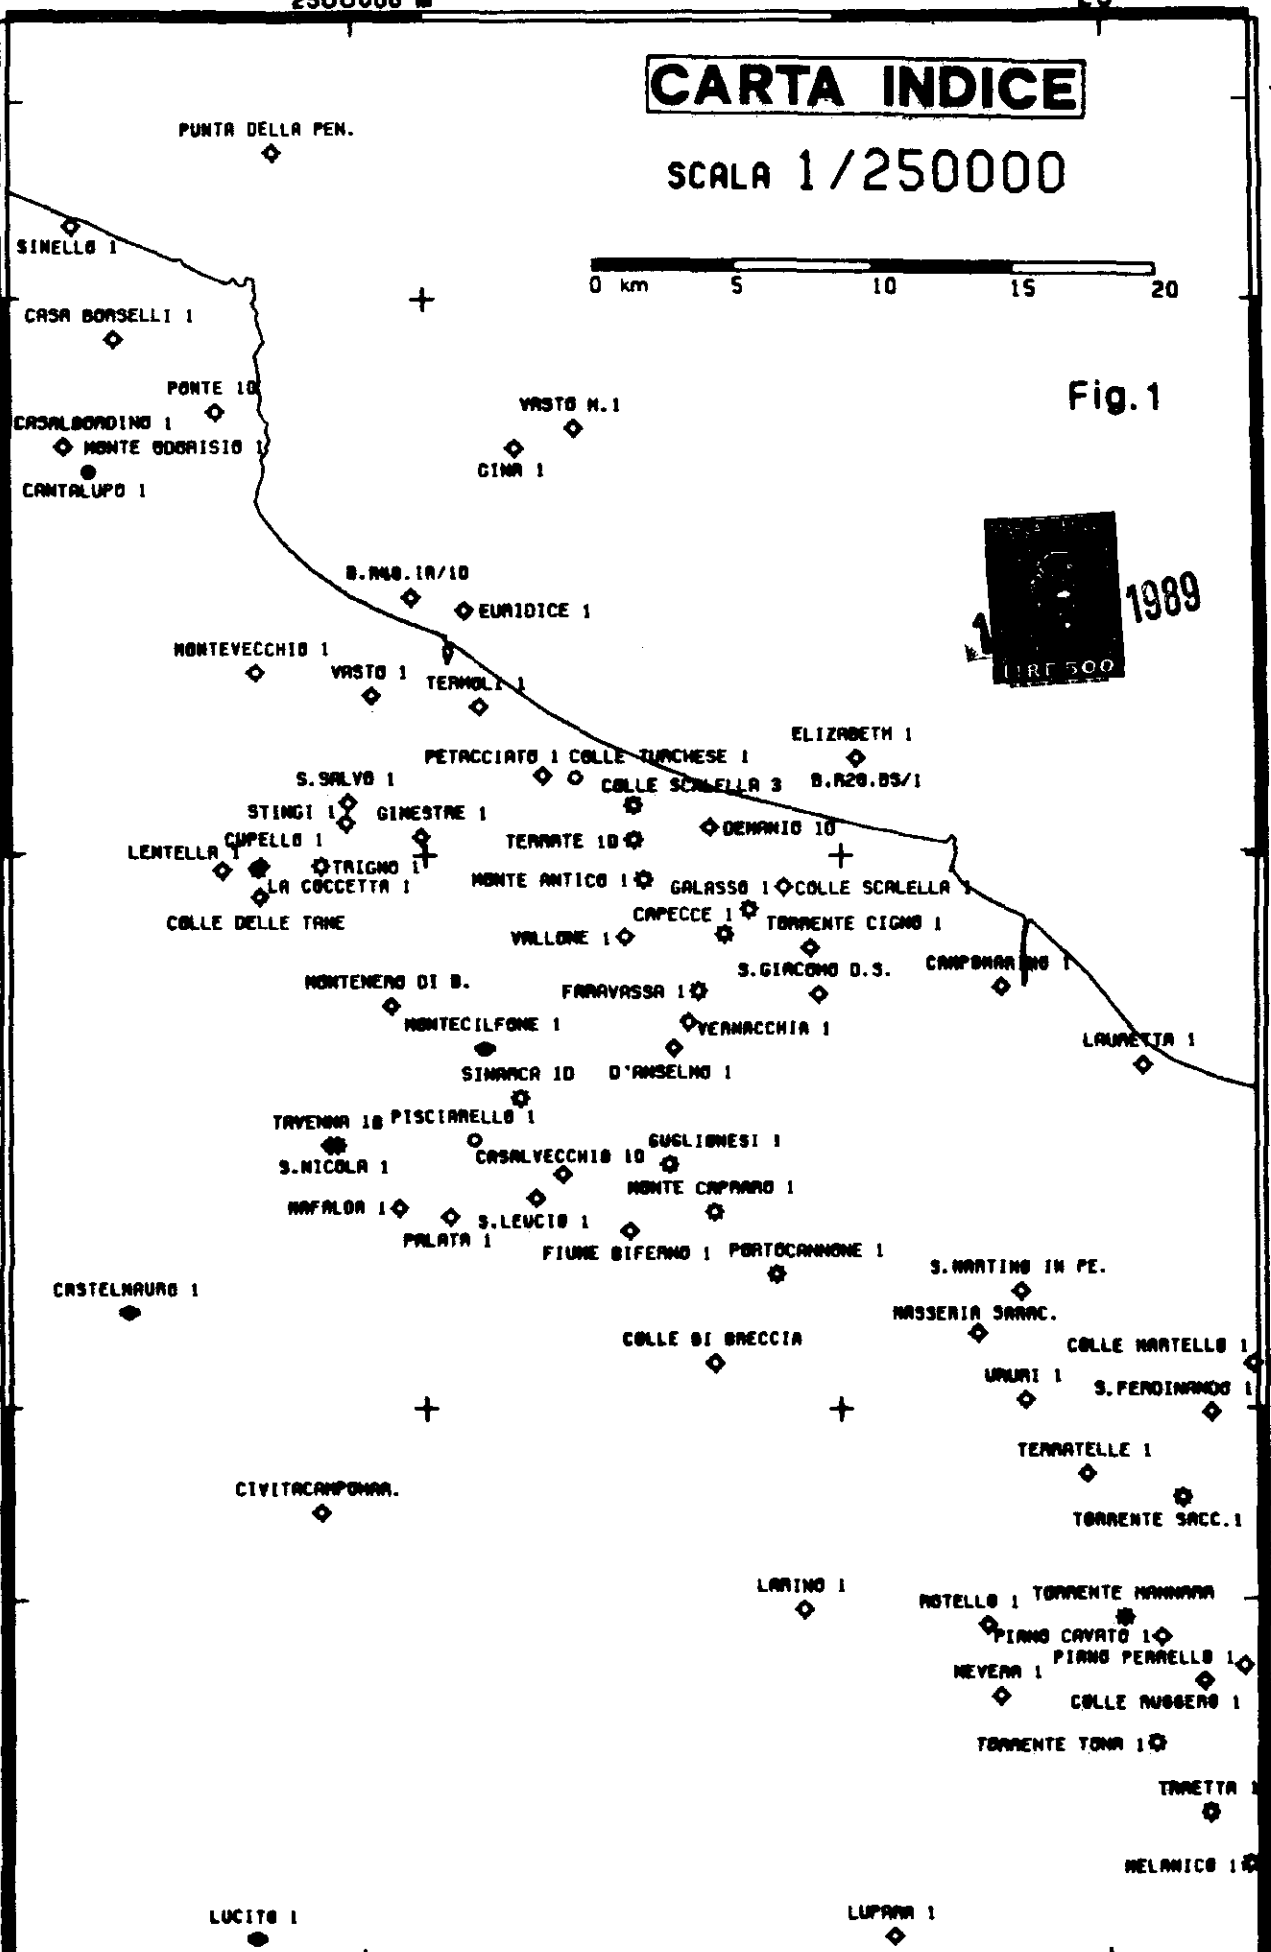 CARTA INDICE
SCALA 1/250000
0 km 5 10 15 20
Fig.1
1989
LIRE 500
PUNTA DELLA PEN.
SINELLO 1
CASA BORSELLI 1
PONTE 1D
VASTO M.1
CASALBORDINO 1
MONTE ODORISIO 1
GINA 1
CANTALUPO 1
EURIDICE 1
MONTEVECCHIO 1
VASTO 1
TERMOLI 1
ELIZABETH 1
PETACCIATO 1
COLLE TURCHESE 1
B.R20.BS/1
S.SALVO 1
COLLE SCALELLA 3
STINGI 1
GINESTRE 1
DEMANIO 1D
CUPELLO 1
TERRATE 1D
LENTELLA 1
TRIGNO 1
MONTE ANTICO 1
GALASSO 1
COLLE SCALELLA 1
LA COCCETTA 1
CAPECCE 1
COLLE DELLE TANE
TORRENTE CIGNO 1
VALLONE 1
S.GIACOMO D.S.
CAMPOMARINO 1
MONTENERO DI B.
FARAVASSA 1
MONTECILFONE 1
VERNACCHIA 1
LAURETTA 1
SINARCA 1D
D'ANSELMO 1
TAVENNA 1B
PISCIARELLO 1
GUGLIONESI 1
CASALVECCHIO 1D
S.NICOLA 1
MONTE CAPRARO 1
MAFALDA 1
S.LEUCIO 1
PALATA 1
FIUME BIFERNO 1
PORTOCANNONE 1
S.MARTINO IN PE.
CASTELMAURO 1
MASSERIA SARAC.
COLLE DI BRECCIA
COLLE MARTELLO 1
URURI 1
S.FERDINANDO 1
TERRATELLE 1
CIVITACAMPOMAR.
TORRENTE SACC.1
LARINO 1
ROTELLO 1
TORRENTE MANNARA
PIANO CAVATO 1
PIANO PERRELLO 1
NEVERA 1
COLLE RUGGERO 1
TORRENTE TONA 1
TARETTA 1
MELANICO 1
LUCITO 1
LUPARA 1